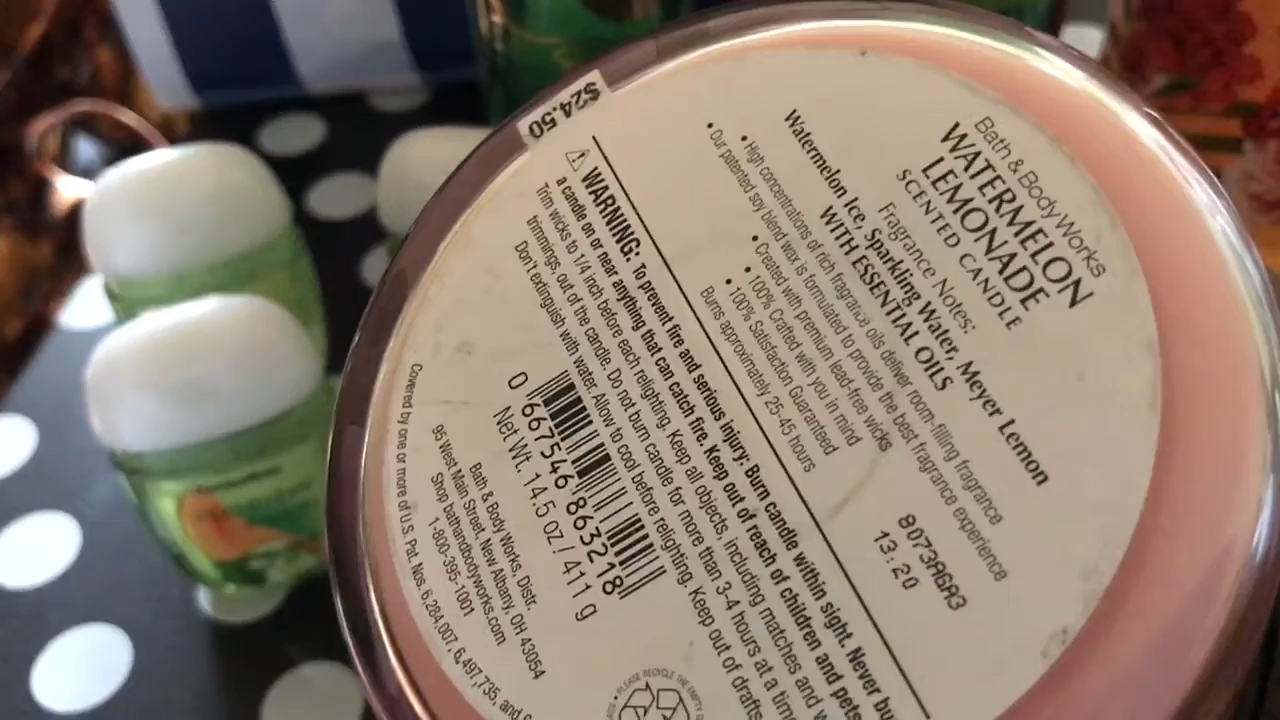 $24.50
Bath & Body Works
WATERMELON
LEMONADE
SCENTED CANDLE
Fragrance Notes:
Watermelon Ice, Sparkling Water, Meyer Lemon
WITH ESSENTIAL OILS
• High concentrations of rich fragrance oils deliver room-filling fragrance
• Our patented soy blend wax is formulated to provide the best fragrance experience
• Created with premium lead-free wicks
• 100% Crafted with you in mind
• 100% Satisfaction Guaranteed
Burns approximately 25-45 hours
8073A6A3
13:20
⚠ WARNING: To prevent fire and serious injury: Burn candle within sight. Never bu
a candle on or near anything that can catch fire. Keep out of reach of children and pets
Trim wicks to 1/4 inch before each relighting. Keep all objects, including matches and w
trimmings, out of the candle. Do not burn candle for more than 3-4 hours at a time
Don't extinguish with water. Allow to cool before relighting. Keep out of drafts
0 667546 863218
Net Wt. 14.5 oz / 411 g
Bath & Body Works, Distr.
95 West Main Street, New Albany, OH 43054
Shop bathandbodyworks.com
1-800-395-1001
Covered by one or more of U.S. Pat. Nos. 6,284,007, 6,497,735, and
PLEASE RECYCLE THE EMPTY